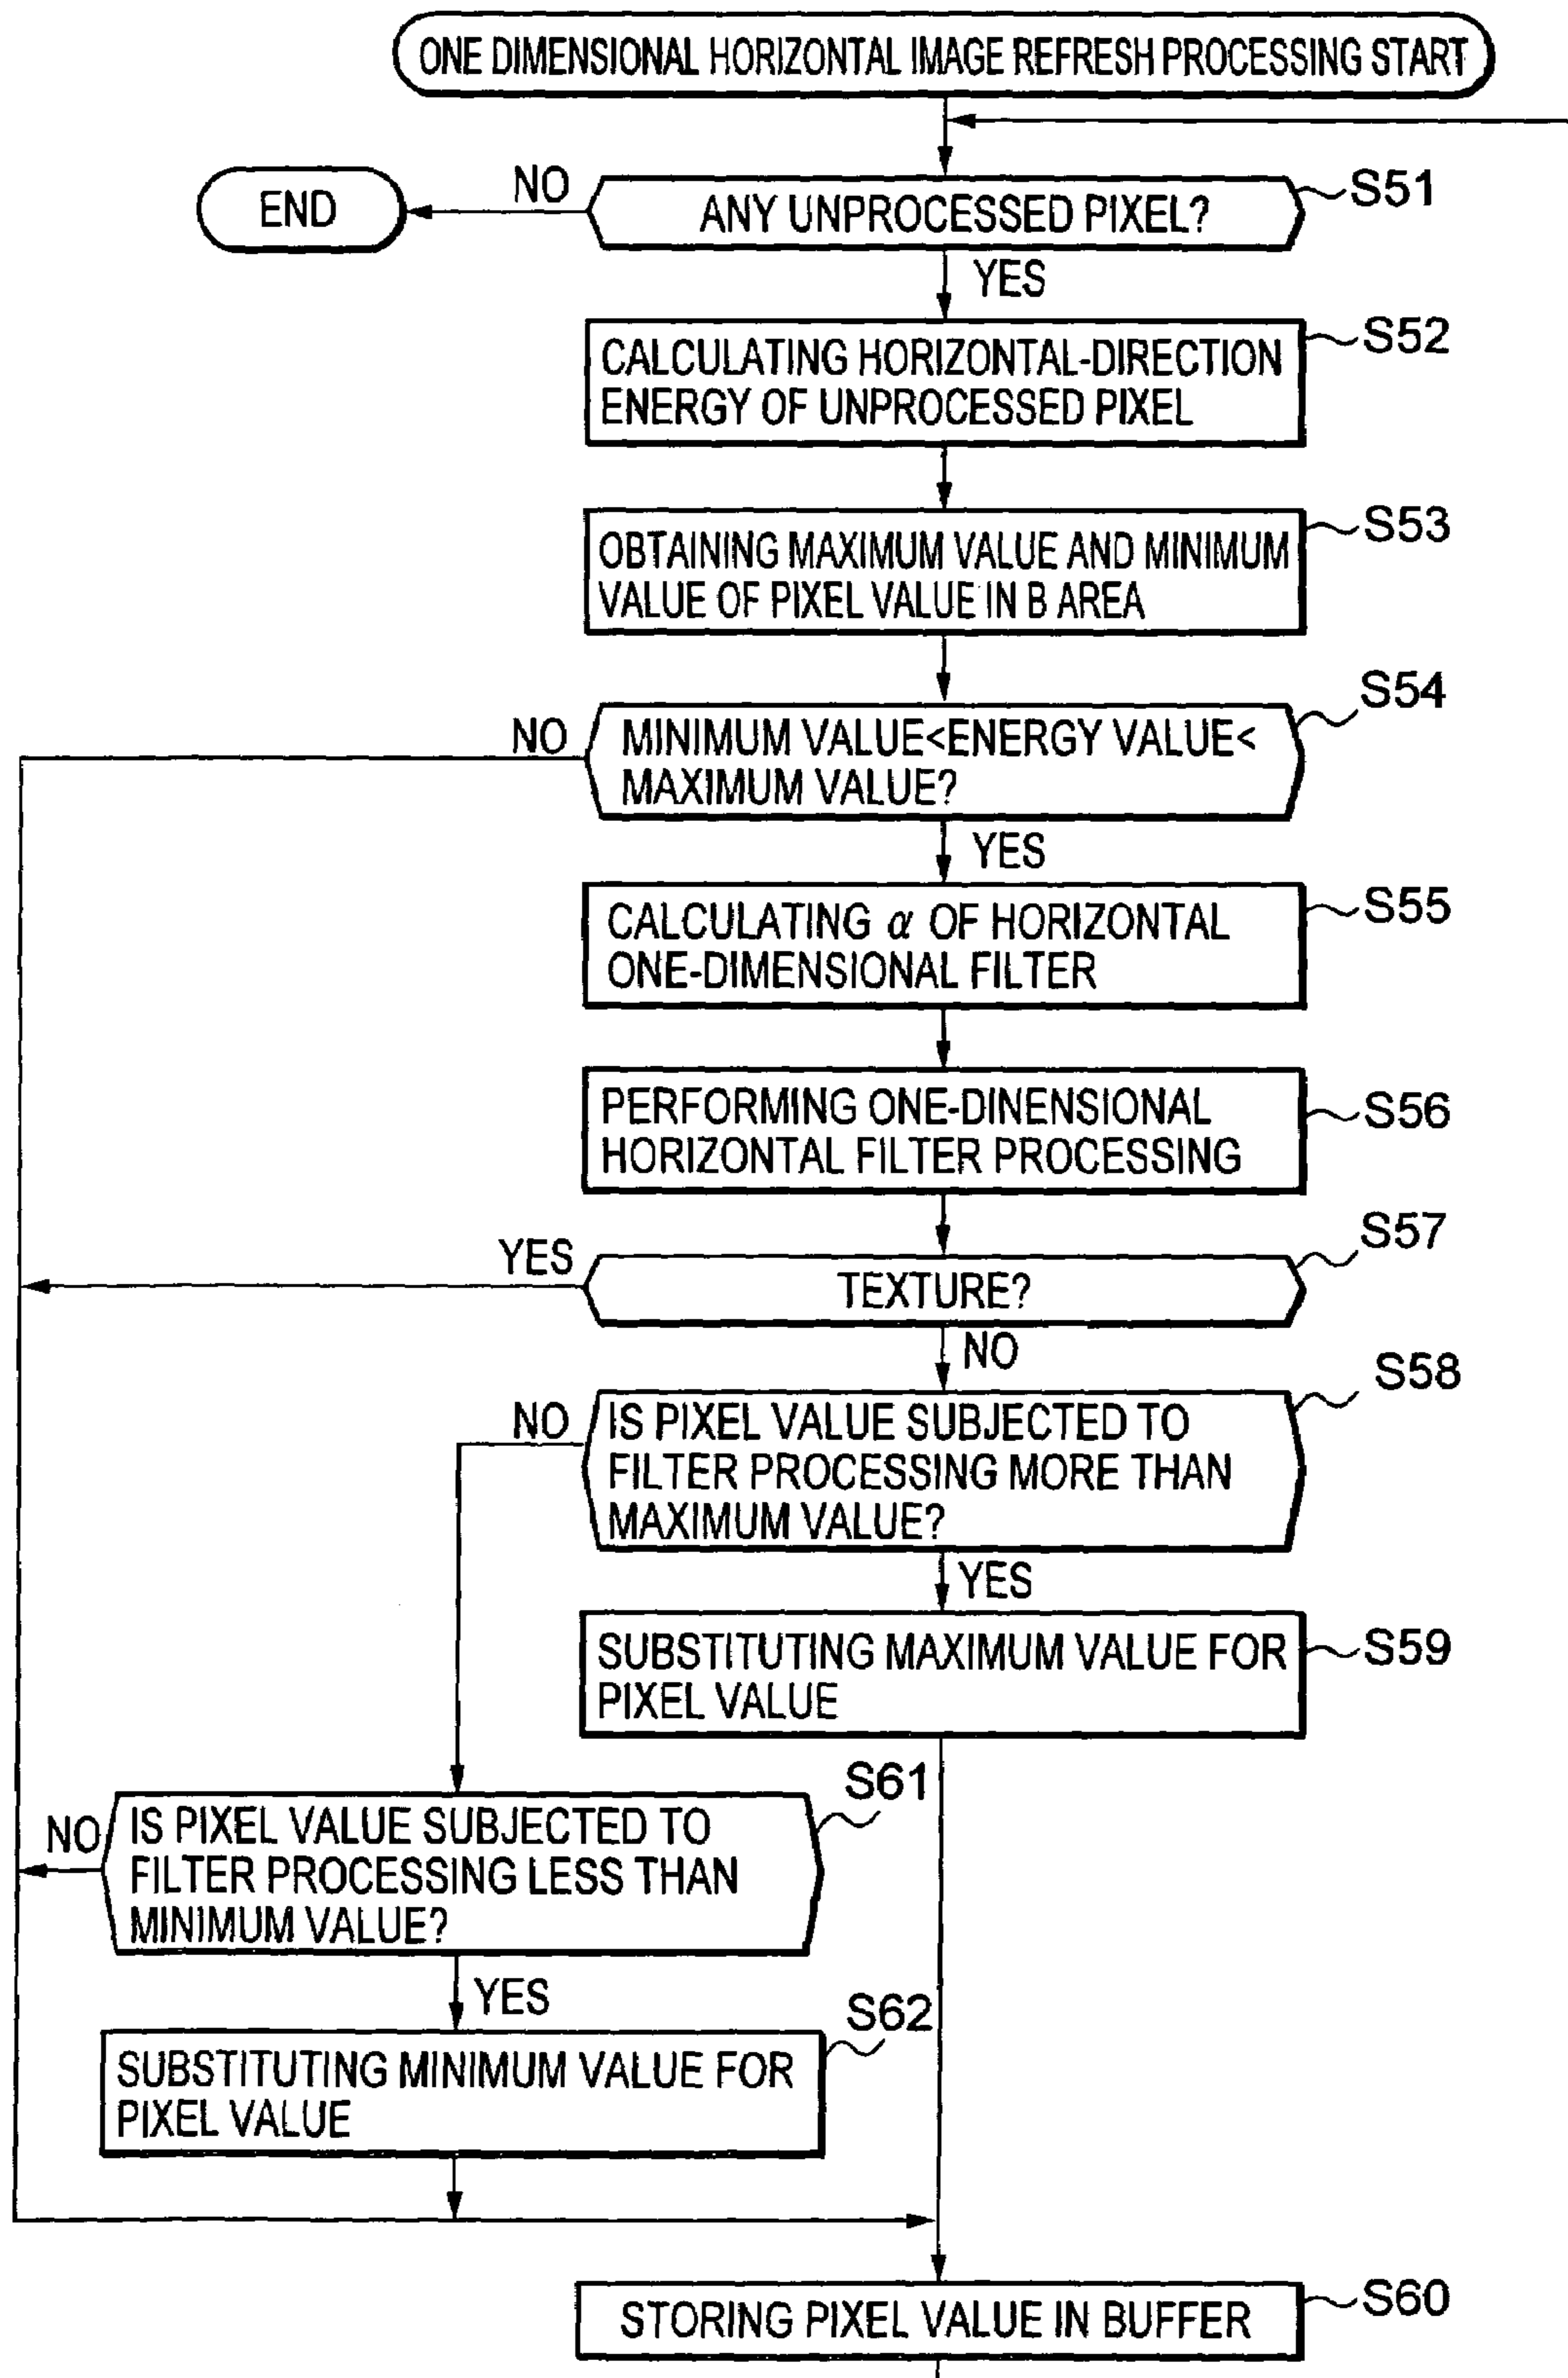 ONE DIMENSIONAL HORIZONTAL IMAGE REFRESH PROCESSING START
END
NO
ANY UNPROCESSED PIXEL?
S51
YES
CALCULATING HORIZONTAL-DIRECTION
ENERGY OF UNPROCESSED PIXEL
S52
OBTAINING MAXIMUM VALUE AND MINIMUM
VALUE OF PIXEL VALUE IN B AREA
S53
NO
MINIMUM VALUE<ENERGY VALUE<
MAXIMUM VALUE?
S54
YES
CALCULATING α OF HORIZONTAL
ONE-DIMENSIONAL FILTER
S55
PERFORMING ONE-DINENSIONAL
HORIZONTAL FILTER PROCESSING
S56
YES
TEXTURE?
S57
NO
NO
IS PIXEL VALUE SUBJECTED TO
FILTER PROCESSING MORE THAN
MAXIMUM VALUE?
S58
YES
SUBSTITUTING MAXIMUM VALUE FOR
PIXEL VALUE
S59
NO
IS PIXEL VALUE SUBJECTED TO
FILTER PROCESSING LESS THAN
MINIMUM VALUE?
S61
YES
SUBSTITUTING MINIMUM VALUE FOR
PIXEL VALUE
S62
STORING PIXEL VALUE IN BUFFER
S60